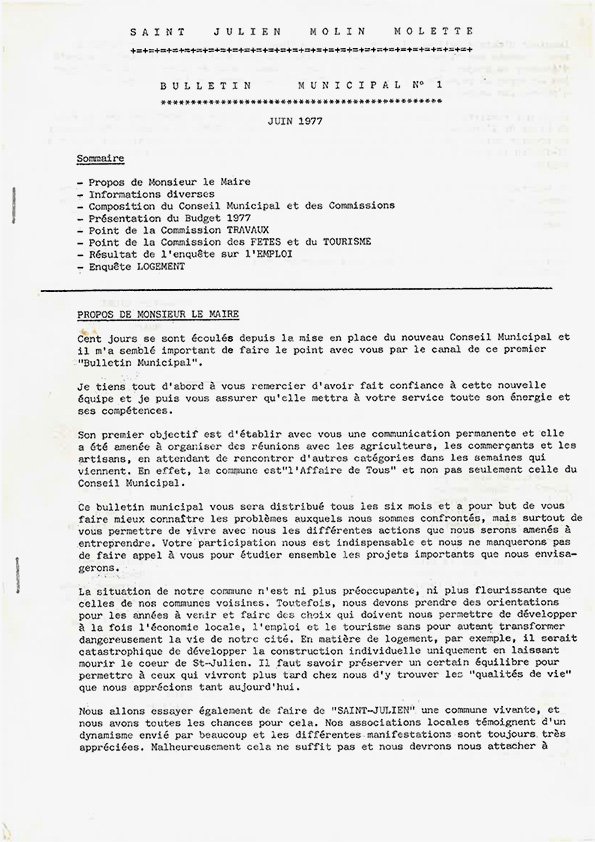 SAINT JULIEN MOLIN MOLETTE
+=+=+=+=+=+=+=+=+=+=+=+=+=+=+=+=+=+=+=+=+=+=+=+=+=+=+=+
BULLETIN MUNICIPAL N° 1
***********************************************
JUIN 1977
Sommaire
- Propos de Monsieur le Maire
- Informations diverses
- Composition du Conseil Municipal et des Commissions
- Présentation du Budget 1977
- Point de la Commission TRAVAUX
- Point de la Commission des FETES et du TOURISME
- Résultat de l'enquête sur l'EMPLOI
- Enquête LOGEMENT
PROPOS DE MONSIEUR LE MAIRE
Cent jours se sont écoulés depuis la mise en place du nouveau Conseil Municipal et
il m'a semblé important de faire le point avec vous par le canal de ce premier
"Bulletin Municipal".
Je tiens tout d'abord à vous remercier d'avoir fait confiance à cette nouvelle
équipe et je puis vous assurer qu'elle mettra à votre service toute son énergie et
ses compétences.
Son premier objectif est d'établir avec vous une communication permanente et elle
a été amenée à organiser des réunions avec les agriculteurs, les commerçants et les
artisans, en attendant de rencontrer d'autres catégories dans les semaines qui
viennent. En effet, la commune est"l'Affaire de Tous" et non pas seulement celle du
Conseil Municipal.
Ce bulletin municipal vous sera distribué tous les six mois et a pour but de vous
faire mieux connaître les problèmes auxquels nous sommes confrontés, mais surtout de
vous permettre de vivre avec nous les différentes actions que nous serons amenés à
entreprendre. Votre participation nous est indispensable et nous ne manquerons pas
de faire appel à vous pour étudier ensemble les projets importants que nous envisa-
gerons.
La situation de notre commune n'est ni plus préoccupante, ni plus fleurissante que
celles de nos communes voisines. Toutefois, nous devons prendre des orientations
pour les années à venir et faire des choix qui doivent nous permettre de développer
à la fois l'économie locale, l'emploi et le tourisme sans pour autant transformer
dangereusement la vie de notre cité. En matière de logement, par exemple, il serait
catastrophique de développer la construction individuelle uniquement en laissant
mourir le coeur de St-Julien. Il faut savoir préserver un certain équilibre pour
permettre à ceux qui vivront plus tard chez nous d'y trouver les "qualités de vie"
que nous apprécions tant aujourd'hui.
Nous allons essayer également de faire de "SAINT-JULIEN" une commune vivante, et
nous avons toutes les chances pour cela. Nos associations locales témoignent d'un
dynamisme envié par beaucoup et les différentes manifestations sont toujours très
appréciées. Malheureusement cela ne suffit pas et nous devrons nous attacher à